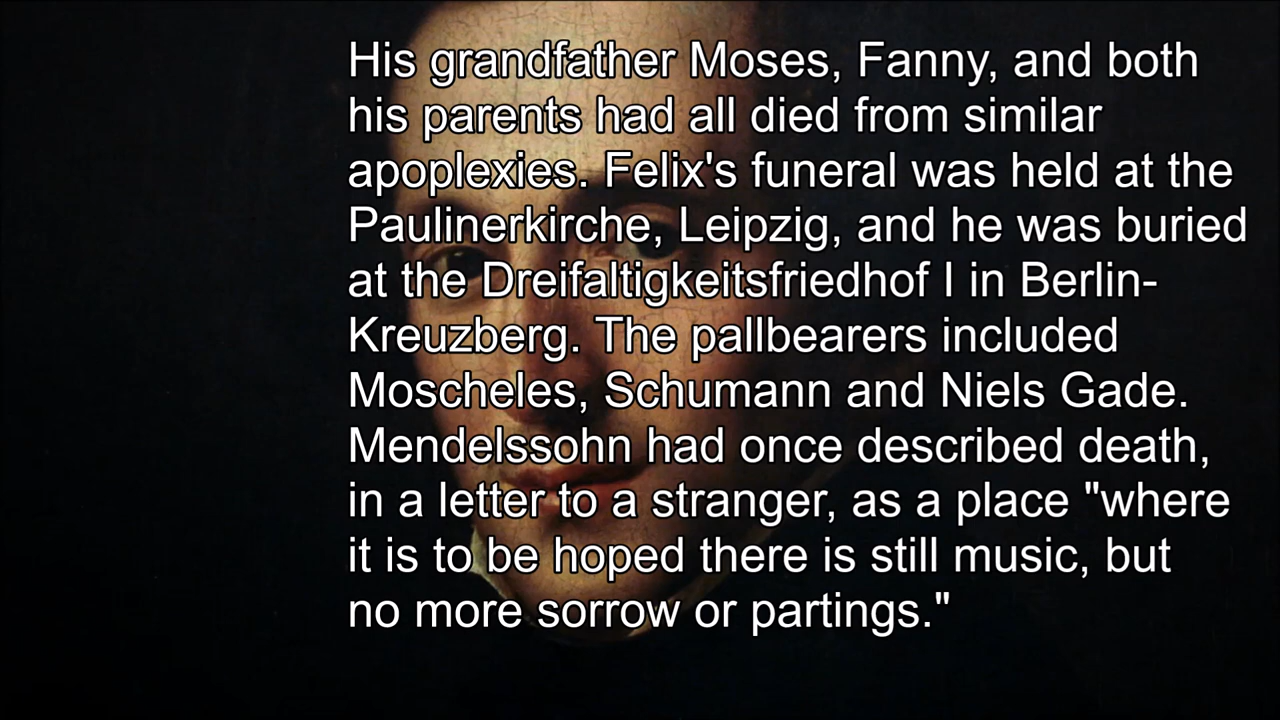 His grandfather Moses, Fanny, and both
his parents had all died from similar
apoplexies. Felix's funeral was held at the
Paulinerkirche, Leipzig, and he was buried
at the Dreifaltigkeitsfriedhof I in Berlin-
Kreuzberg. The pallbearers included
Moscheles, Schumann and Niels Gade.
Mendelssohn had once described death,
in a letter to a stranger, as a place "where
it is to be hoped there is still music, but
no more sorrow or partings."